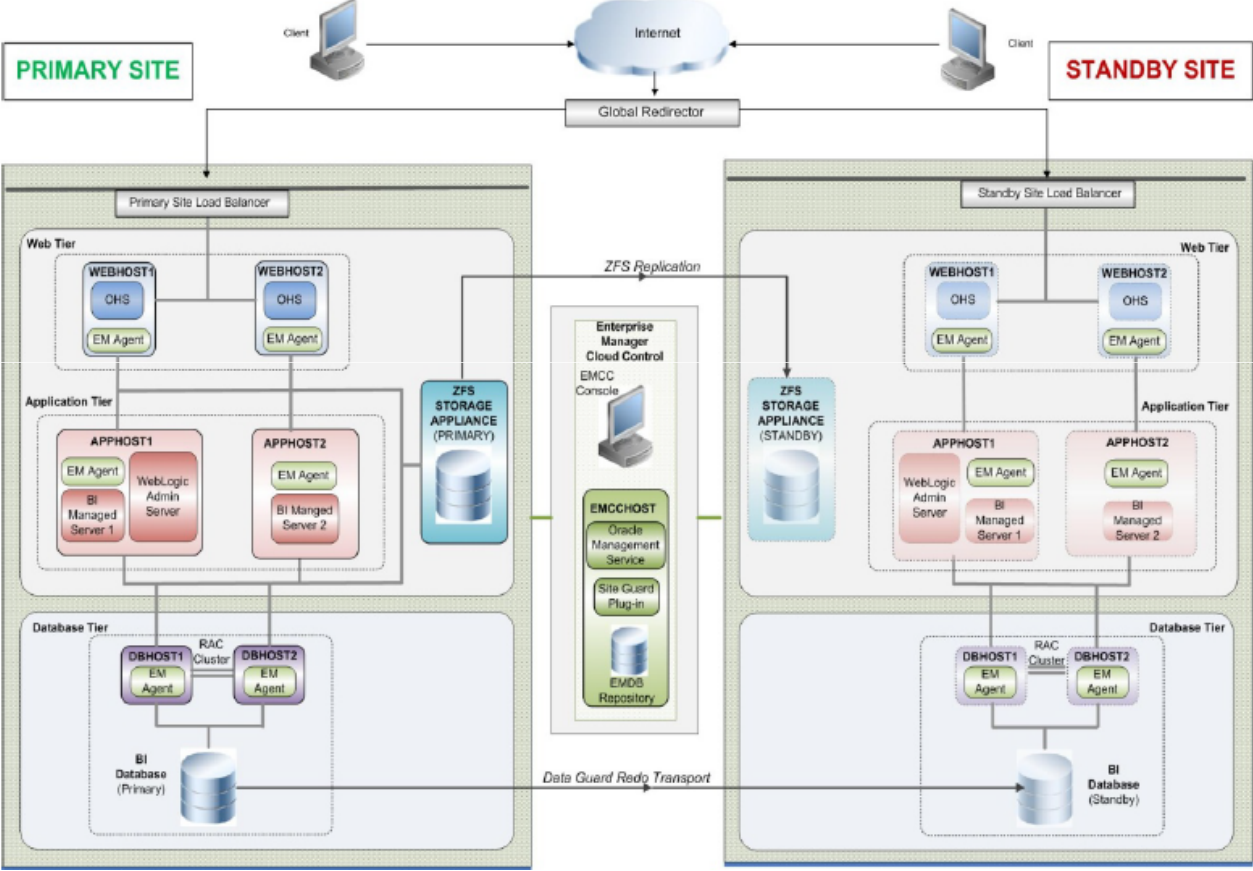 Client
Internet
Client
PRIMARY SITE
STANDBY SITE
Global Redirector
Primary Site Load Balancer
Standby Site Load Balancer
Web Tier
WEBHOST1
OHS
EM Agent
WEBHOST2
OHS
EM Agent
Application Tier
APPHOST1
EM Agent
BI
Managed
Server 1
WebLogic
Admin
Server
APPHOST2
EM Agent
BI Manged
Server 2
ZFS
STORAGE
APPLIANCE
(PRIMARY)
Database Tier
DBHOST1
EM
Agent
RAC
Cluster
DBHOST2
EM
Agent
BI
Database
(Primary)
ZFS Replication
Enterprise
Manager
Cloud Control
EMCC
Console
EMCCHOST
Oracle
Management
Service
Site Guard
Plug-in
EMDB
Repository
Data Guard Redo Transport
Web Tier
WEBHOST1
OHS
EM Agent
WEBHOST2
OHS
EM Agent
ZFS
STORAGE
APPLIANCE
(STANDBY)
Application Tier
APPHOST1
WebLogic
Admin
Server
EM Agent
BI
Managed
Server 1
APPHOST2
EM Agent
BI
Managed
Server 2
Database Tier
DBHOST1
EM
Agent
RAC
Cluster
DBHOST2
EM
Agent
BI
Database
(Standby)